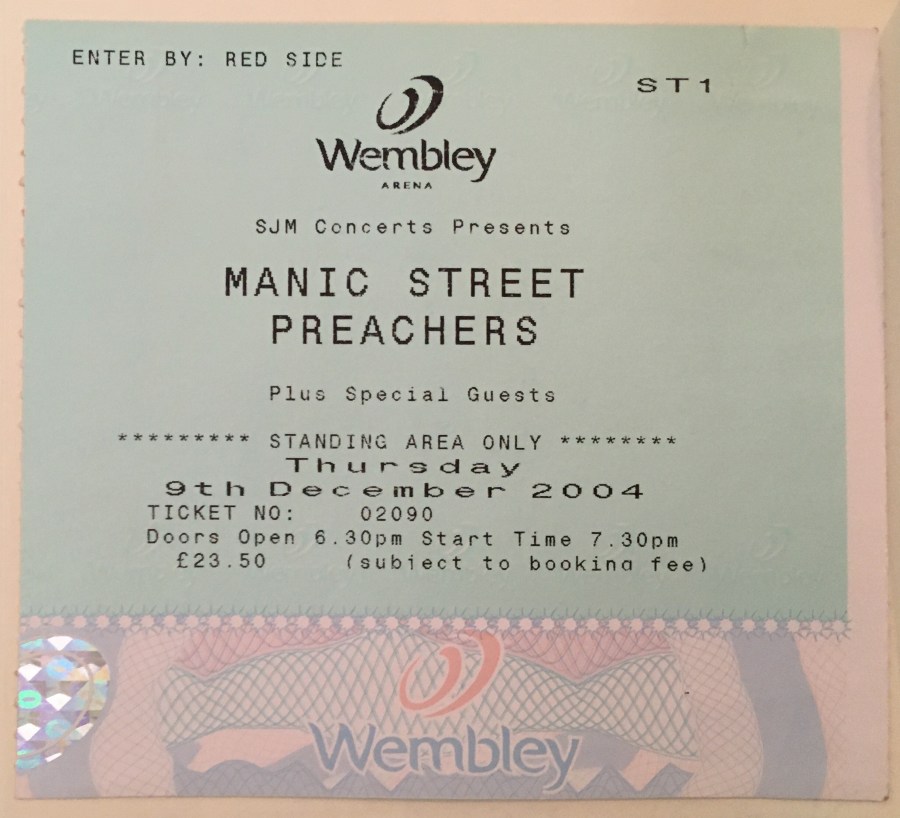 ENTER BY: RED SIDE
ST1
Wembley
ARENA
SJM Concerts Presents
MANIC STREET
PREACHERS
Plus Special Guests
********* STANDING AREA ONLY ********
Thursday
9th December 2004
TICKET NO: 02090
Doors Open 6.30pm Start Time 7.30pm
£23.50 (subject to booking fee)
Wembley